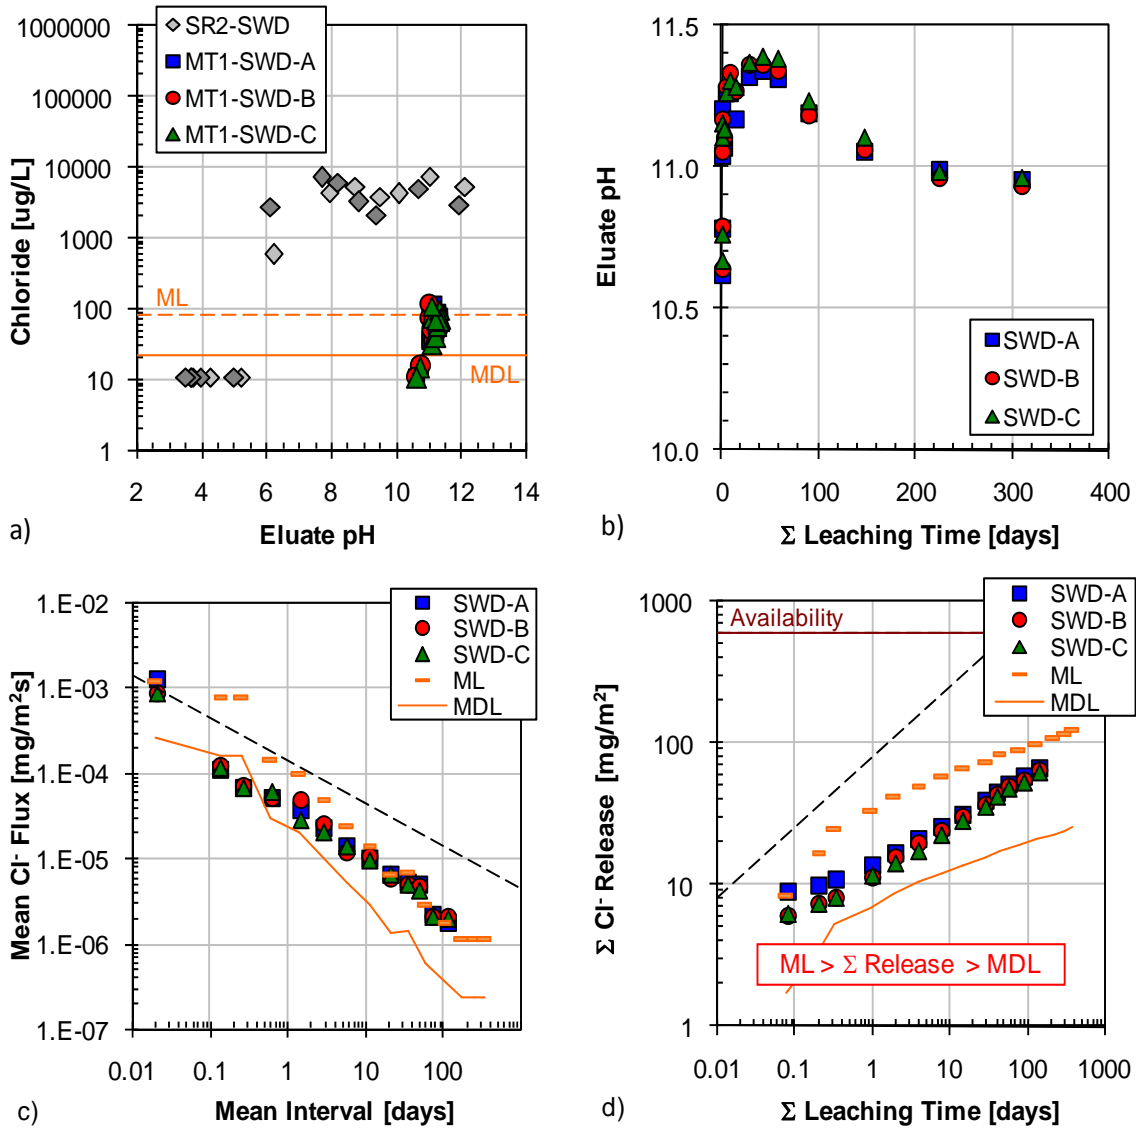 SR2-SWD
MT1-SWD-A
MT1-SWD-B
MT1-SWD-C
1000000
100000
10000
1000
100
10
1
Chloride [ug/L]
ML
MDL
2 4 6 8 10 12 14
Eluate pH
a)
11.5
11.0
10.5
10.0
Eluate pH
SWD-A
SWD-B
SWD-C
0 100 200 300 400
Σ Leaching Time [days]
b)
SWD-A
SWD-B
SWD-C
ML
MDL
1.E-02
1.E-03
1.E-04
1.E-05
1.E-06
1.E-07
Mean Cl⁻ Flux [mg/m²s]
0.01 0.1 1 10 100
Mean Interval [days]
c)
SWD-A
SWD-B
SWD-C
ML
MDL
1000
100
10
1
Σ Cl⁻ Release [mg/m²]
Availability
ML > Σ Release > MDL
0.01 0.1 1 10 100 1000
Σ Leaching Time [days]
d)